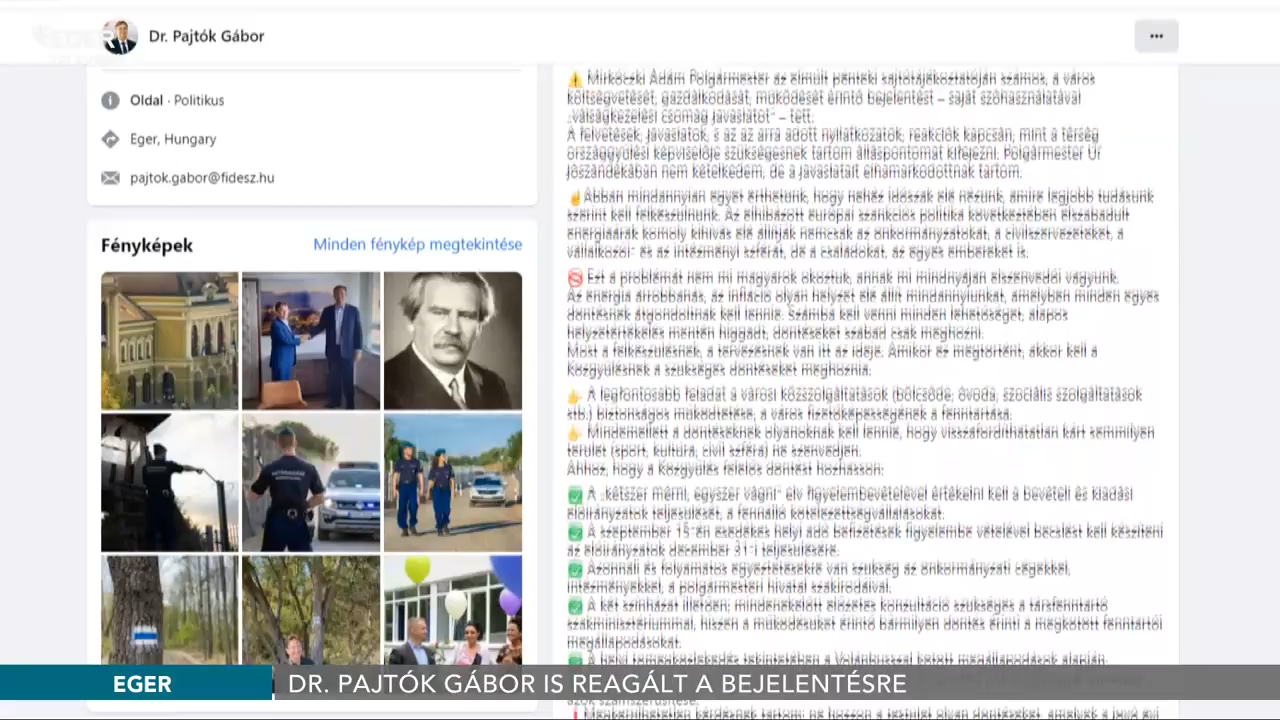 EGER
Dr. Pajtók Gábor
Oldal · Politikus
Eger, Hungary
pajtok.gabor@fidesz.hu
Fényképek
Minden fénykép megtekintése
Mirkóczki Ádám Polgármester az elmúlt pénteki sajtótájékoztatóján számos, a város
költségvetését, gazdálkodását, működését érintő bejelentést – saját szóhasználatával
„válságkezelési csomag javaslatot" – tett.
A felvetések, javaslatok, s az az arra adott nyilatkozatok, reakciók kapcsán, mint a térség
országgyűlési képviselője szükségesnek tartom álláspontomat kifejezni. Polgármester Úr
jószándékában nem kételkedem, de a javaslatait elhamarkodottnak tartom.
Abban mindannyian egyet érthetünk, hogy nehéz időszak elé nézünk, amire legjobb tudásunk
szerint kell felkészülnünk. Az elhibázott európai szankciós politika következtében elszabadult
energiaárak komoly kihívás elé állítják nemcsak az önkormányzatokat, a civilszervezeteket, a
vállalkozói- és az intézményi szférát, de a családokat, az egyes embereket is.
Ezt a problémát nem mi magyarok okoztuk, annak mi mindnyájan elszenvedői vagyunk.
Az energia árrobbanás, az infláció olyan helyzet elé állít mindannyiunkat, amelyben minden egyes
döntésnek átgondoltnak kell lennie. Számba kell venni minden lehetőséget, alapos
helyzetértékelés mentén higgadt, döntéseket szabad csak meghozni.
Most a felkészülésnek, a tervezésnek van itt az ideje. Amikor ez megtörtént, akkor kell a
Közgyűlésnek a szükséges döntéseket meghoznia.
A legfontosabb feladat a városi közszolgáltatások (bölcsőde, óvoda, szociális szolgáltatások
stb.) biztonságos működtetése, a város fizetőképességének a fenntartása.
Mindemellett a döntéseknek olyanoknak kell lennie, hogy visszafordíthatatlan kárt semmilyen
terület (sport, kultúra, civil szféra) ne szenvedjen.
Ahhoz, hogy a Közgyűlés felelős döntést hozhasson:
A „kétszer mérni, egyszer vágni" elv figyelembevételével értékelni kell a bevételi és kiadási
előirányzatok teljesülését, a fennálló kötelezettségvállalásokat.
A szeptember 15-én esedékes helyi adó befizetések figyelembe vételével becslést kell készíteni
az előirányzatok december 31-i teljesülésére.
Azonnali és folyamatos egyeztetésekre van szükség az önkormányzati cégekkel,
intézményekkel, a polgármesteri hivatal szakirodáival.
A két színházat illetően; mindenekelőtt előzetes konzultáció szükséges a társfenntartó
szakminisztériummal, hiszen a működésüket érintő bármilyen döntés érinti a megkötött fenntartói
megállapodásokat.
A helyi tömegközlekedés tekintetében a Volánbusszal kötött megállapodások alapján,
EGER
DR. PAJTÓK GÁBOR IS REAGÁLT A BEJELENTÉSRE